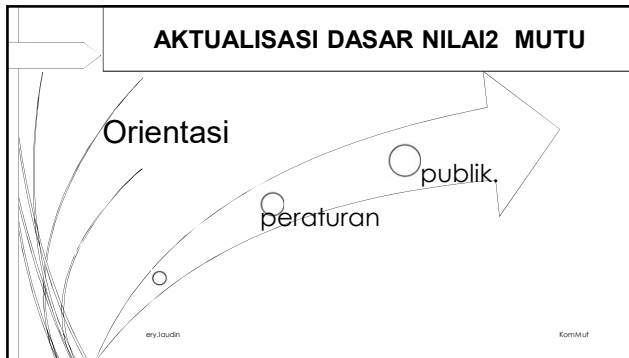 AKTUALISASI DASAR NILAI2 MUTU
Orientasi
publik.
peraturan
ery.laudin
KomMut